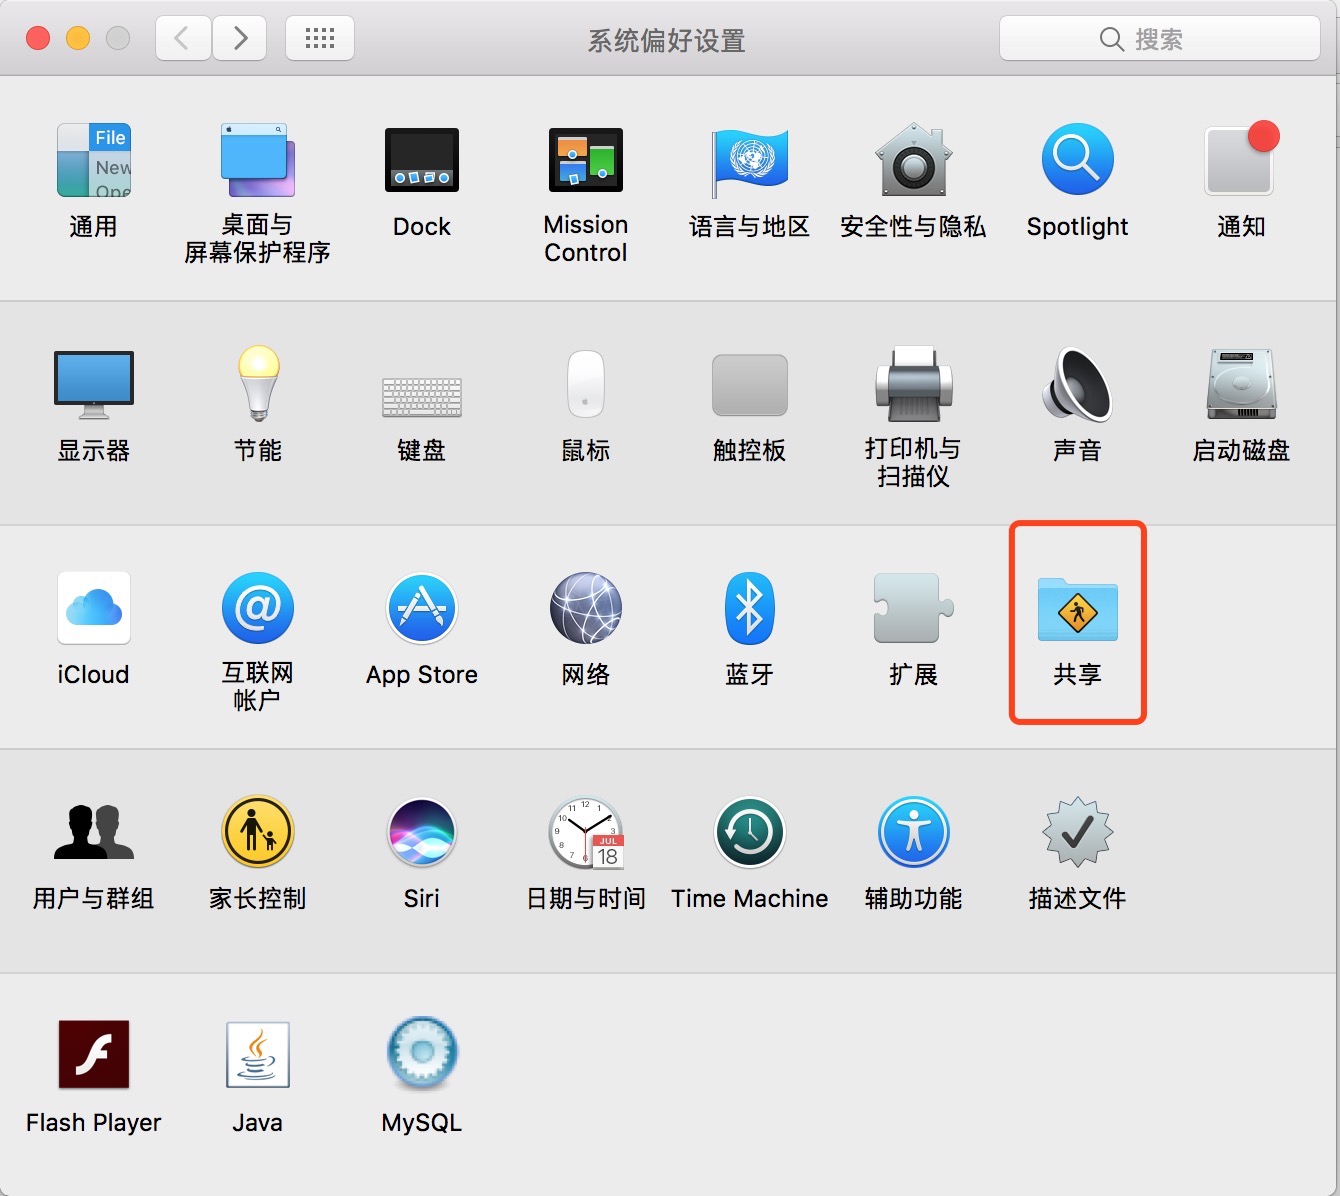 系统偏好设置
搜索
File
New
Ope
通用
桌面与
屏幕保护程序
Dock
Mission
Control
语言与地区
安全性与隐私
Spotlight
通知
显示器
节能
键盘
鼠标
触控板
打印机与
扫描仪
声音
启动磁盘
iCloud
互联网
帐户
App Store
网络
蓝牙
扩展
共享
用户与群组
家长控制
Siri
JUL
18
日期与时间
Time Machine
辅助功能
描述文件
Flash Player
Java
MySQL